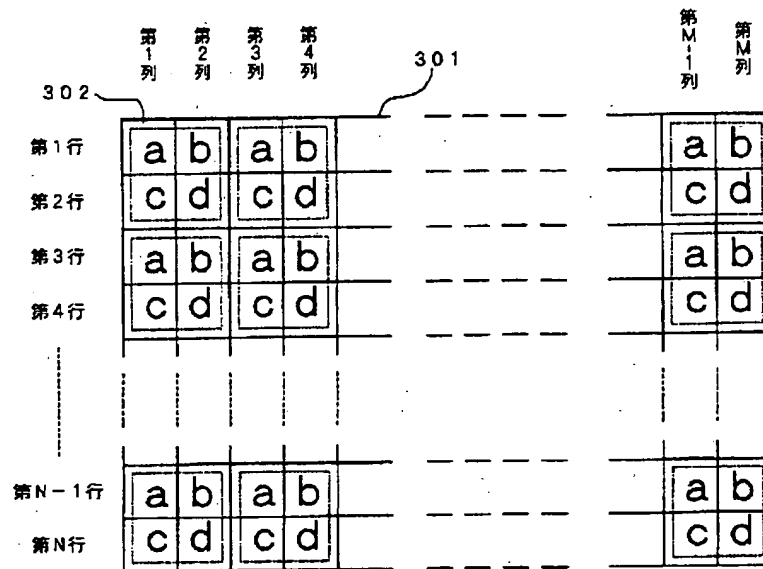 第1列 第2列 第3列 第4列 第M-1列 第M列
302 301
第1行 a b a b a b
第2行 c d c d c d
第3行 a b a b a b
第4行 c d c d c d
第N-1行 a b a b a b
第N行 c d c d c d